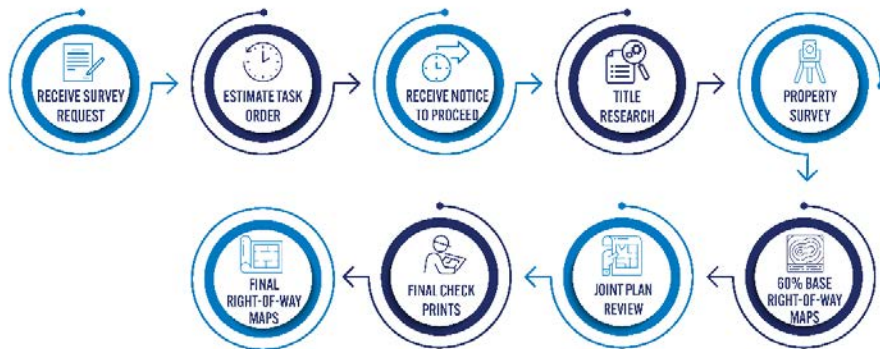 RECEIVE SURVEY
REQUEST
ESTIMATE TASK
ORDER
RECEIVE NOTICE
TO PROCEED
TITLE
RESEARCH
PROPERTY
SURVEY
60% BASE
RIGHT-OF-WAY
MAPS
JOINT PLAN
REVIEW
FINAL CHECK
PRINTS
FINAL
RIGHT-OF-WAY
MAPS